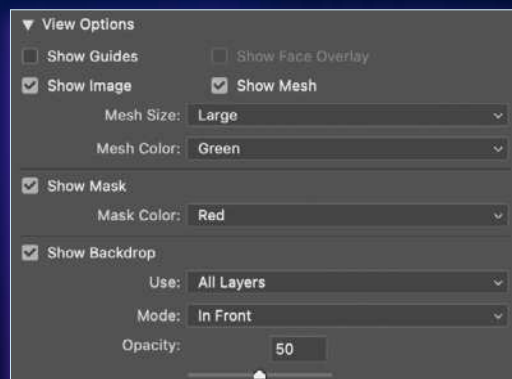 View Options
Show Guides Show Face Overlay
Show Image Show Mesh
Mesh Size: Large
Mesh Color: Green
Show Mask
Mask Color: Red
Show Backdrop
Use: All Layers
Mode: In Front
Opacity: 50